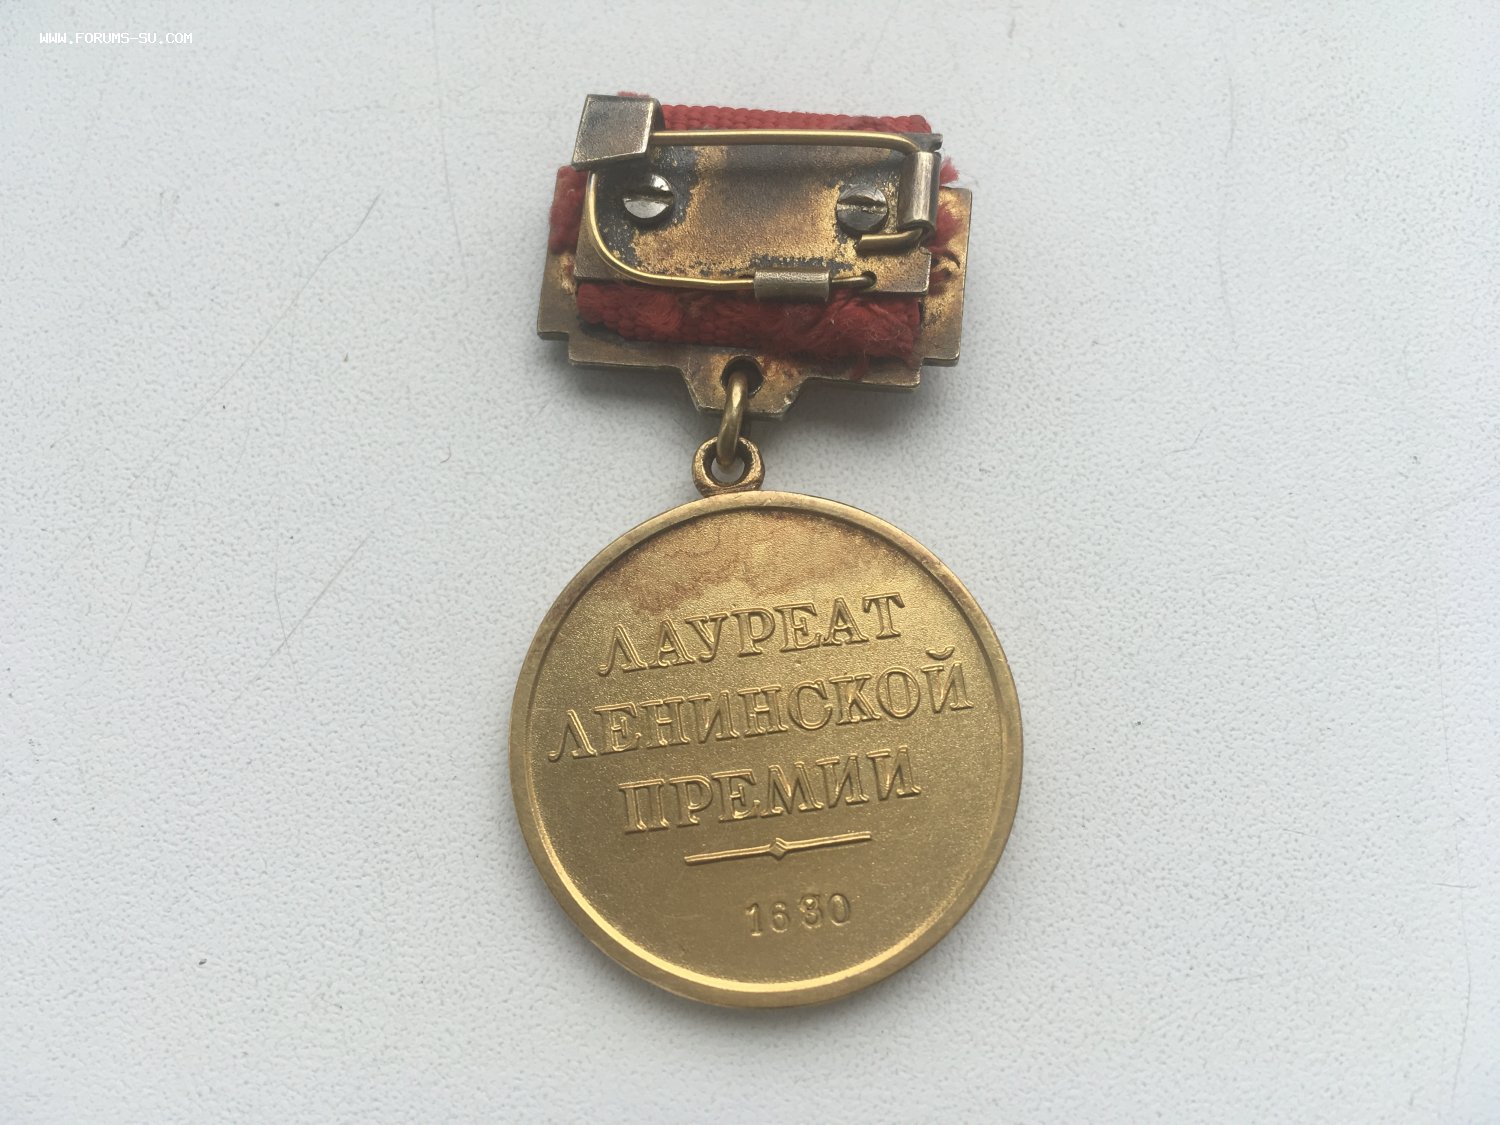 WWW.FORUMS-SU.COM
ЛАУРЕАТ
ЛЕНИНСКОЙ
ПРЕМИИ
1630